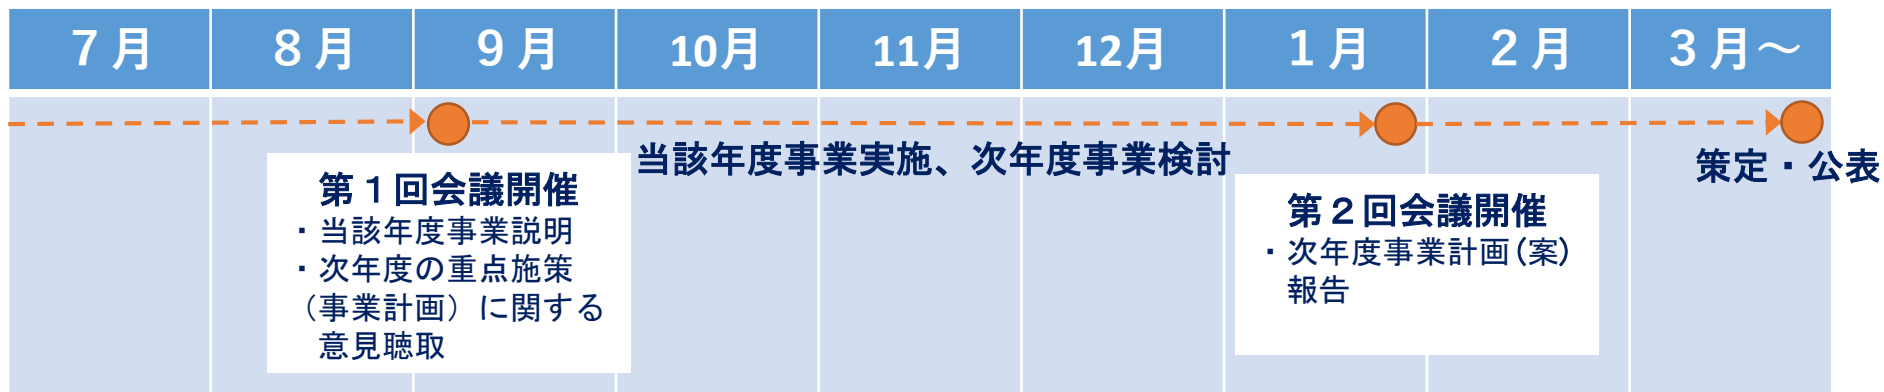 ７月
８月
９月
10月
11月
12月
１月
２月
３月～
当該年度事業実施、次年度事業検討
策定・公表
第１回会議開催
・当該年度事業説明
・次年度の重点施策
（事業計画）に関する
意見聴取
第２回会議開催
・次年度事業計画(案)
報告